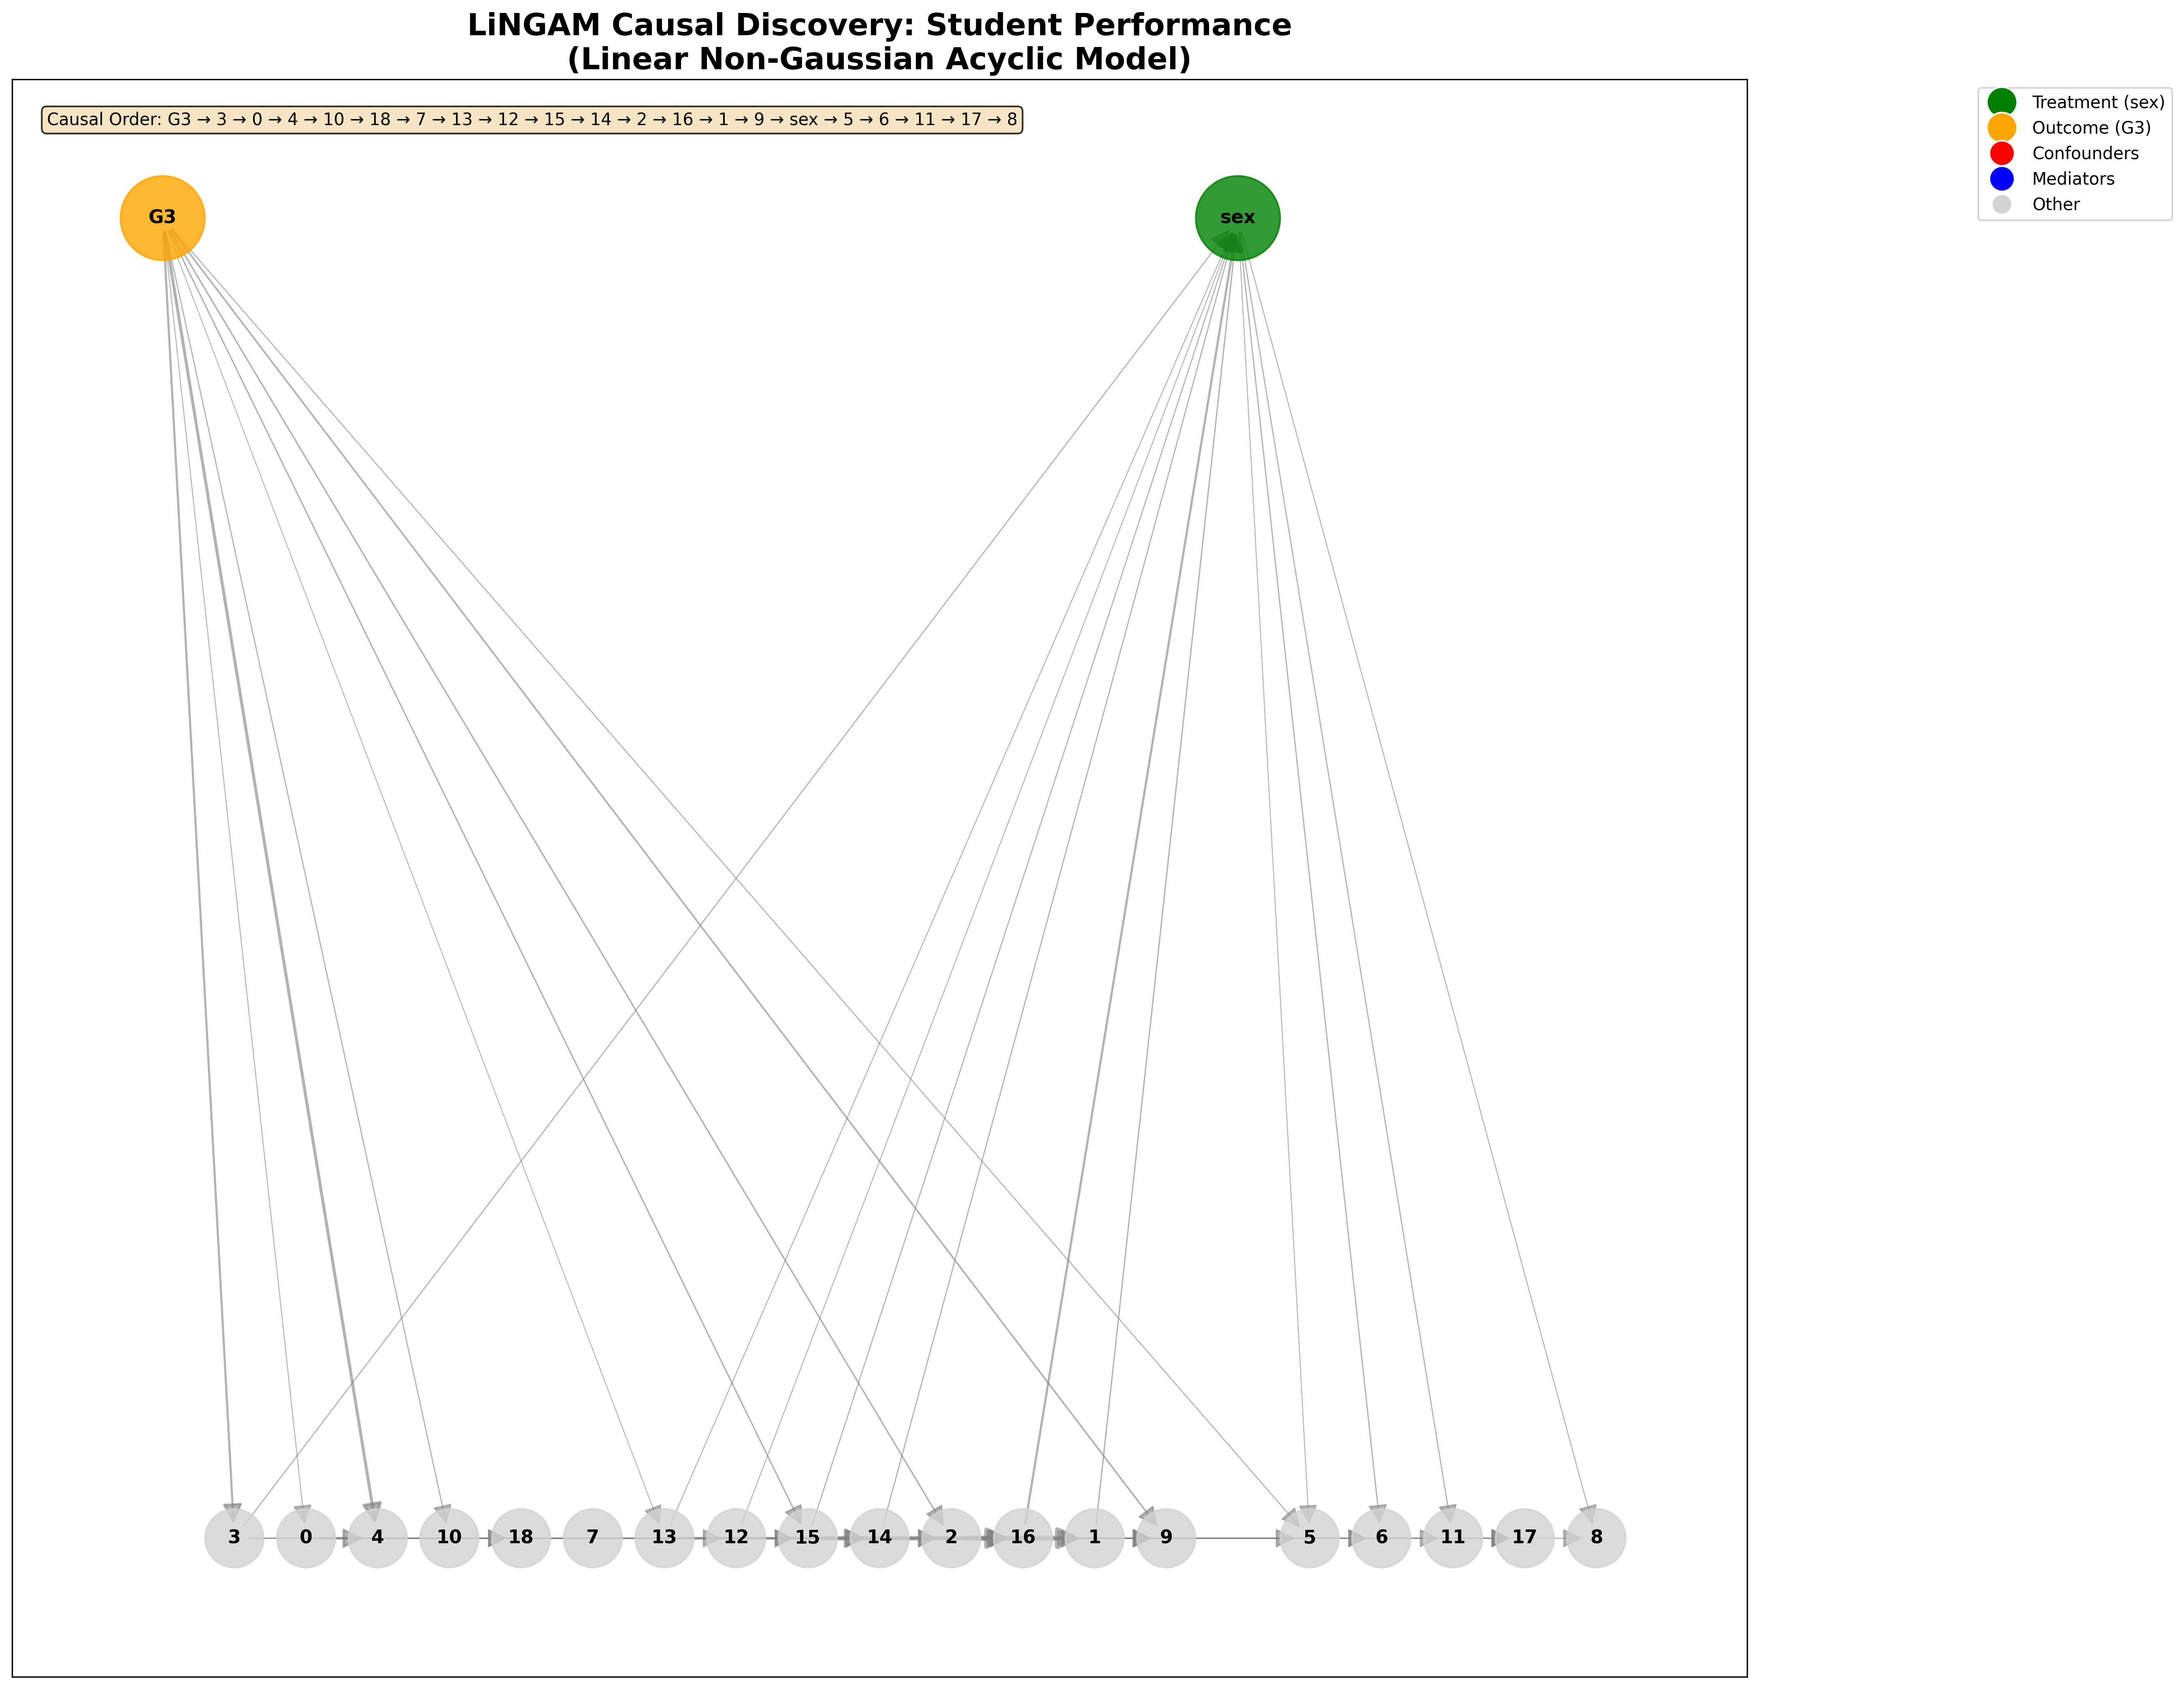 LiNGAM Causal Discovery: Student Performance
(Linear Non-Gaussian Acyclic Model)
Causal Order: G3 → 3 → 0 → 4 → 10 → 18 → 7 → 13 → 12 → 15 → 14 → 2 → 16 → 1 → 9 → sex → 5 → 6 → 11 → 17 → 8
Treatment (sex)
Outcome (G3)
Confounders
Mediators
Other
G3 sex
3 0 4 10 18 7 13 12 15 14 2 16 1 9 5 6 11 17 8